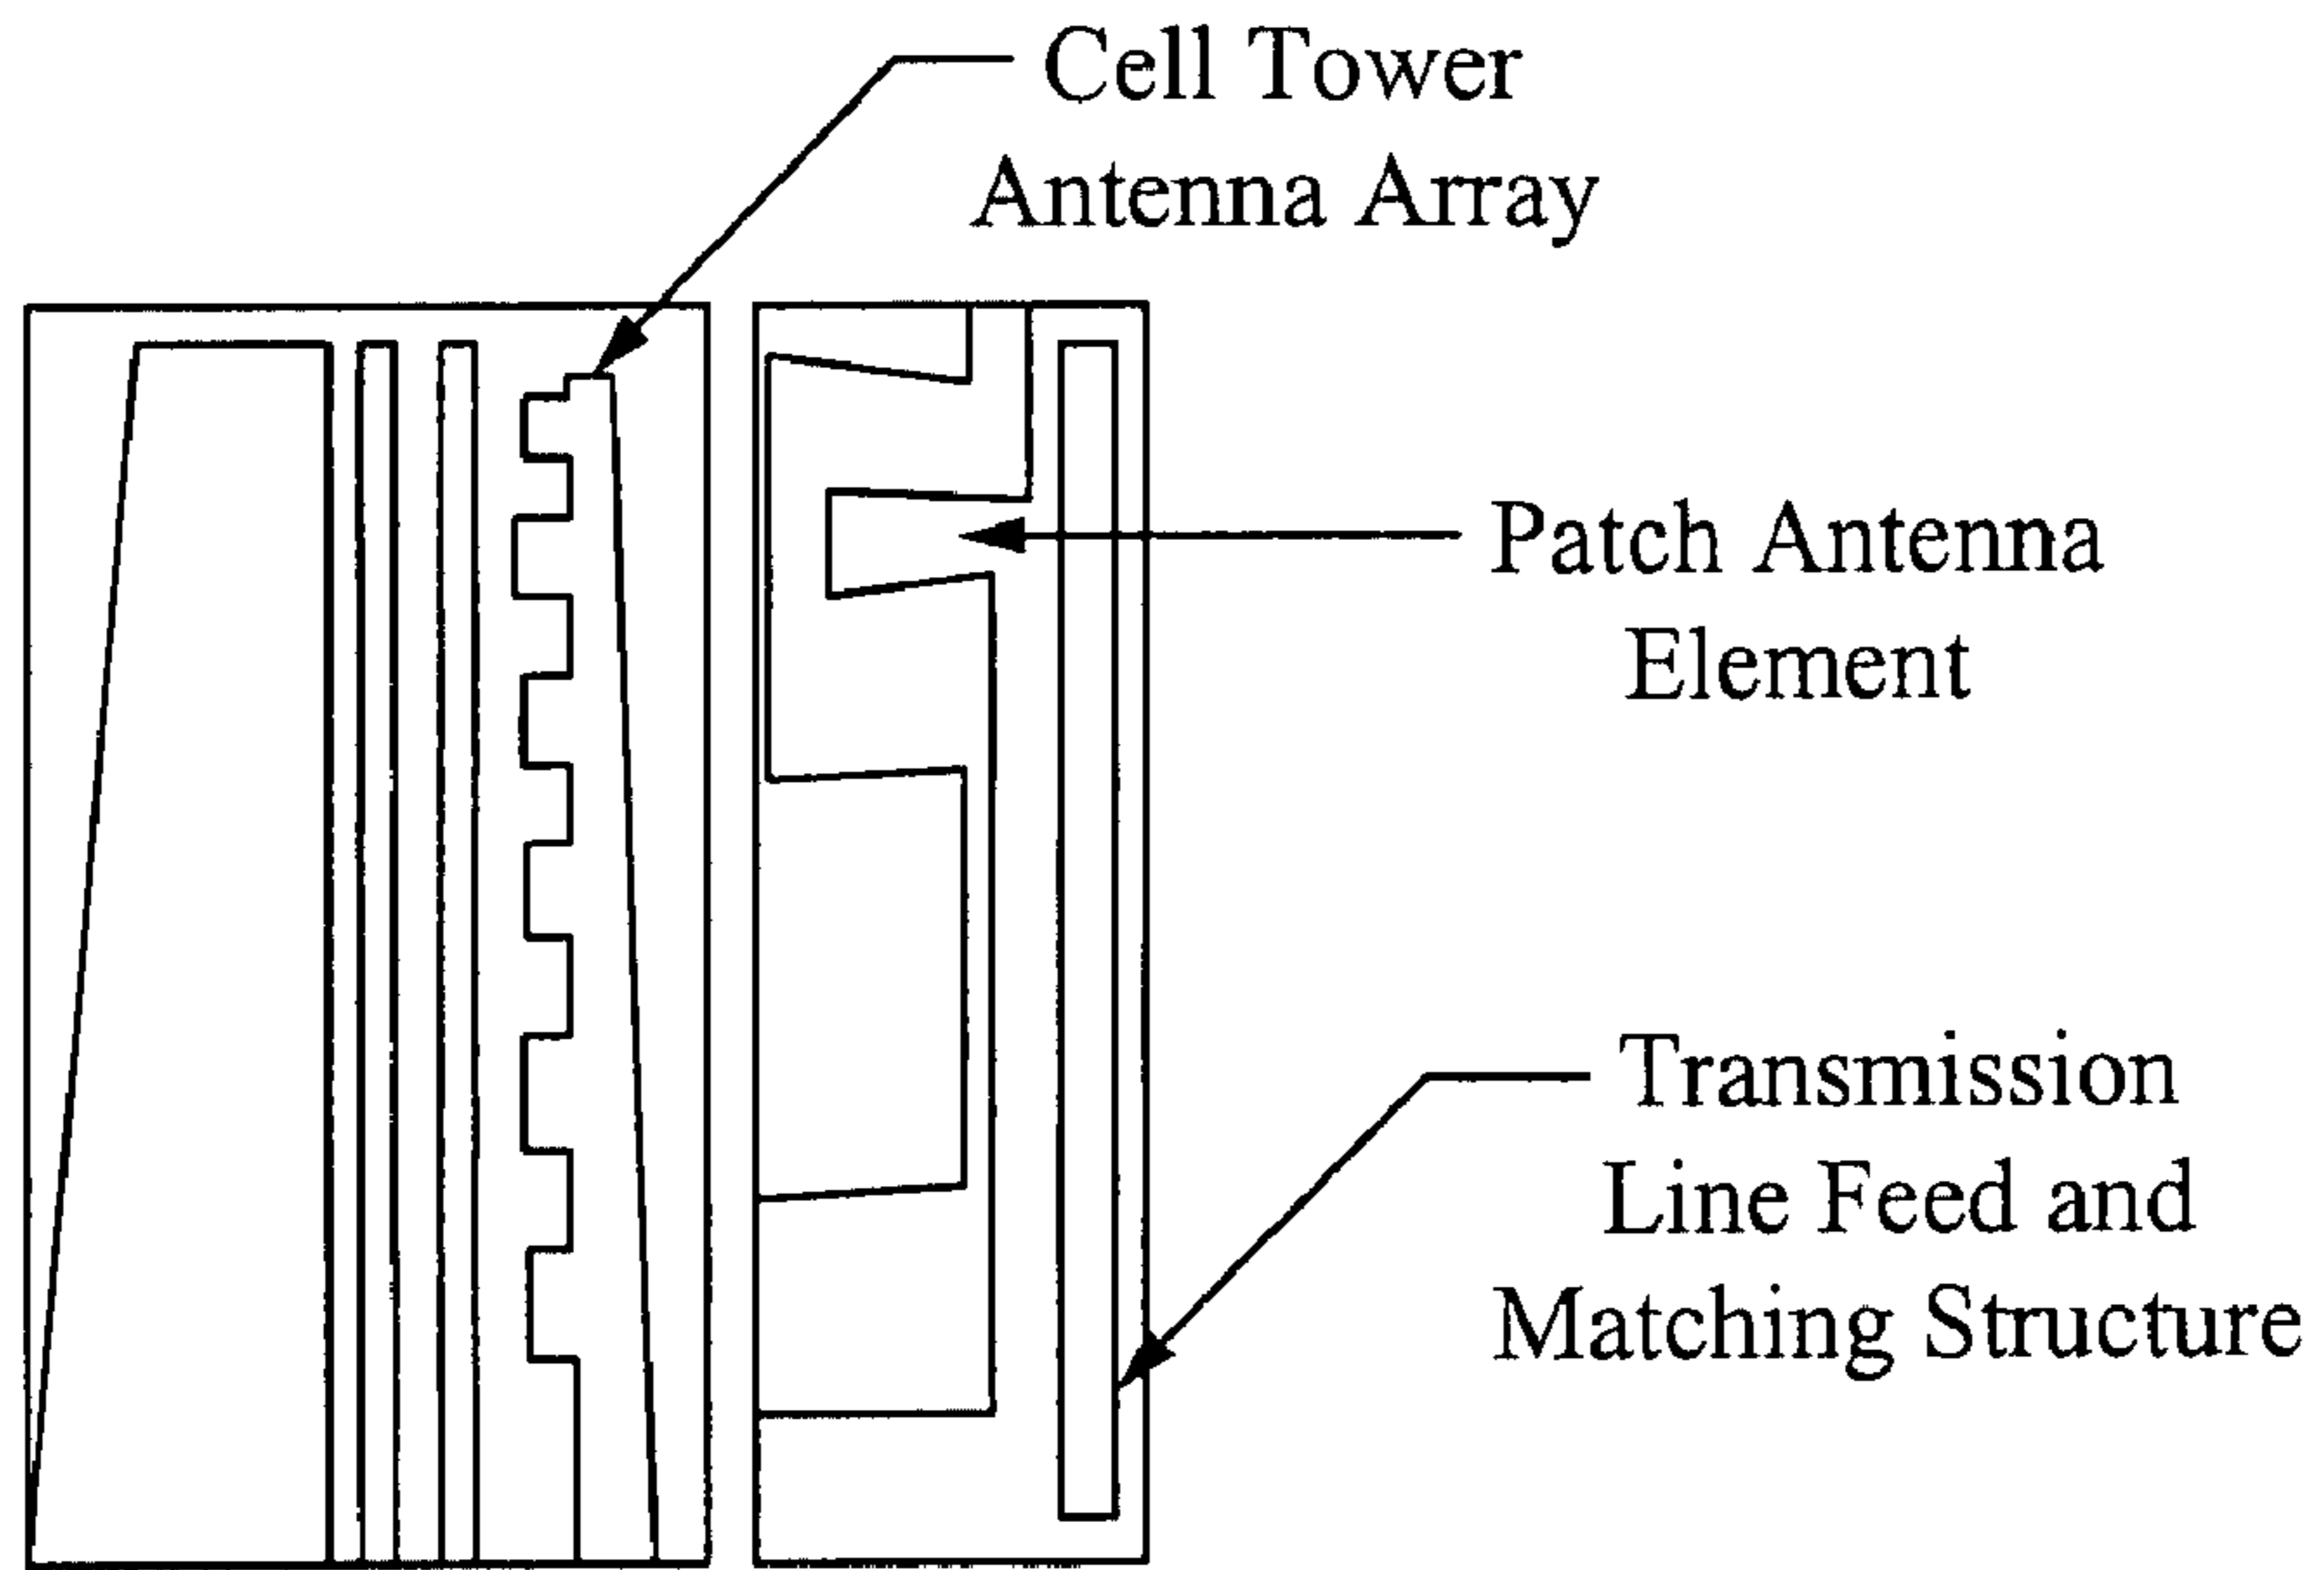 Cell Tower
Antenna Array
Patch Antenna
Element
Transmission
Line Feed and
Matching Structure